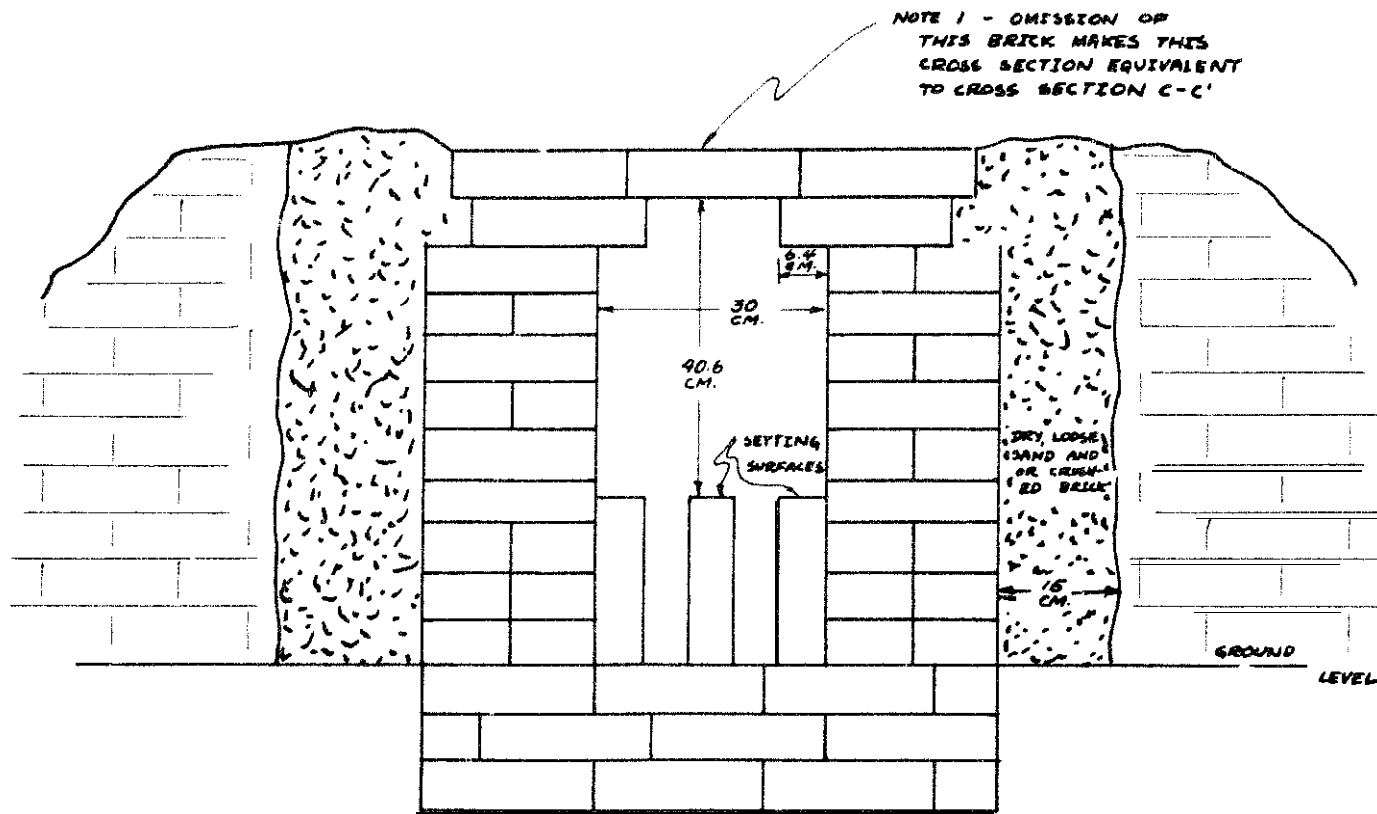 NOTE 1 - OMISSION OF
THIS BRICK MAKES THIS
CROSS SECTION EQUIVALENT
TO CROSS SECTION C-C'
6.4
CM.
30
CM.
40.6
CM.
SETTING
SURFACES
DRY, LOOSE
SAND AND
OR CRUSH-
ED BRICK
16
CM.
GROUND
LEVEL